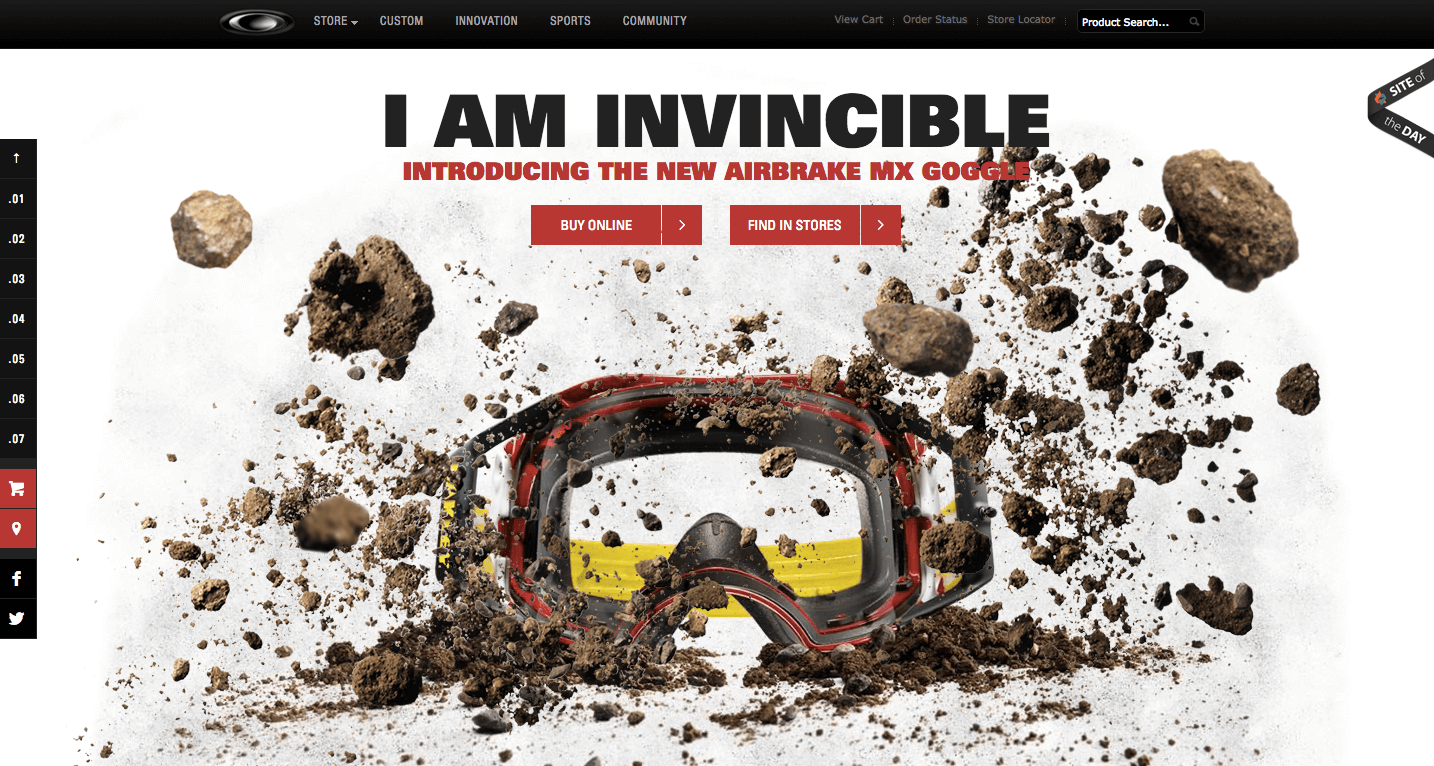 STORE
CUSTOM
INNOVATION
SPORTS
COMMUNITY
View Cart
Order Status
Store Locator
Product Search...
SITE of
the DAY
I AM INVINCIBLE
INTRODUCING THE NEW AIRBRAKE MX GOGGLE
BUY ONLINE
FIND IN STORES
.01
.02
.03
.04
.05
.06
.07